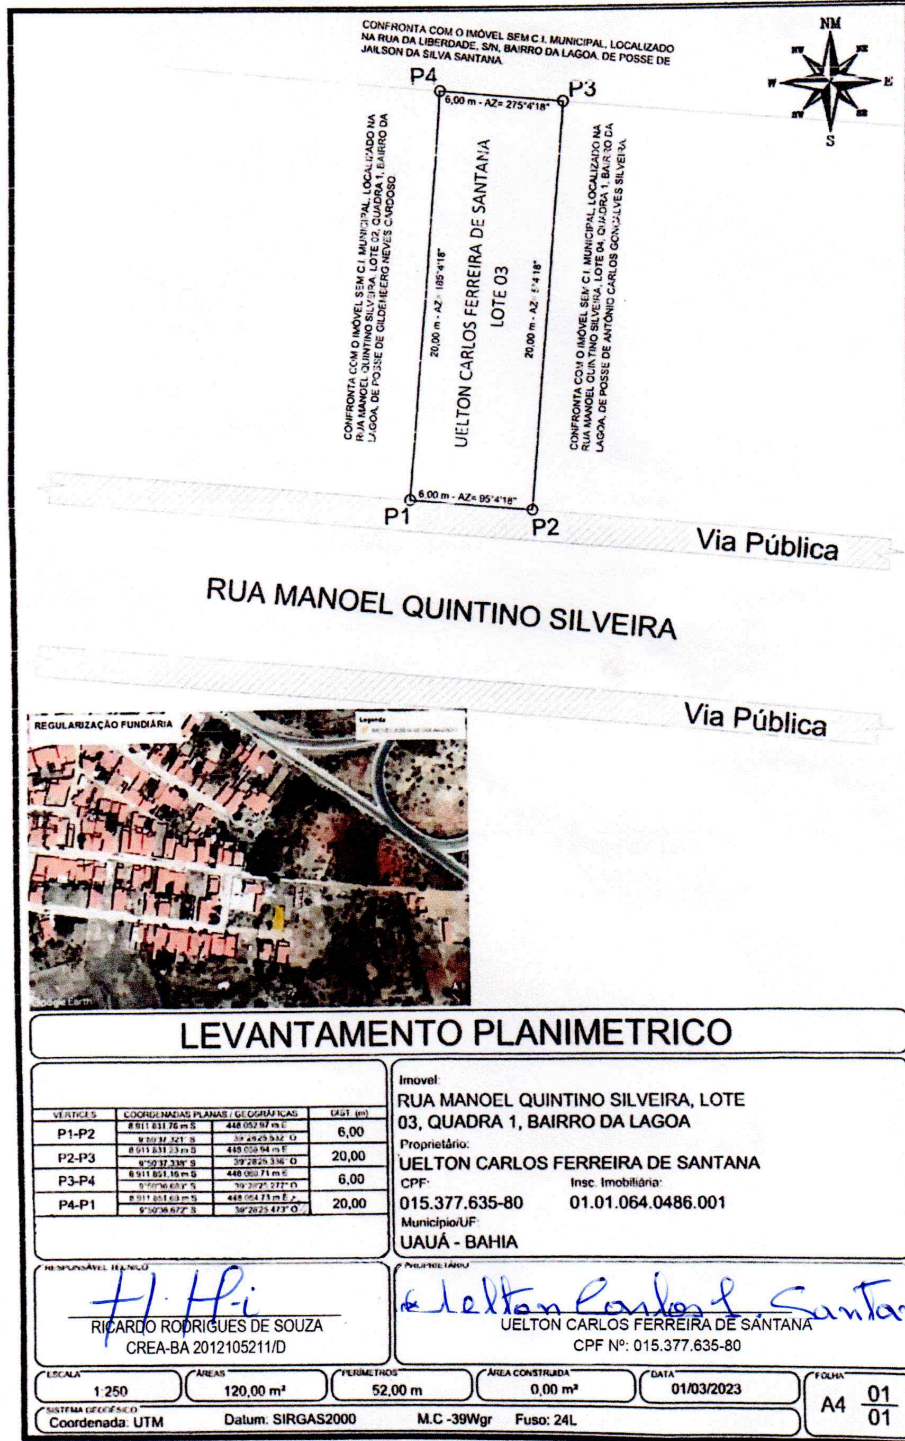 CONFRONTA COM O IMÓVEL SEM C.I. MUNICIPAL, LOCALIZADO
NA RUA DA LIBERDADE, S/N, BAIRRO DA LAGOA, DE POSSE DE
JAILSON DA SILVA SANTANA
NM
W
E
S
P4
P3
6,00 m - AZ= 275°4'18"
CONFRONTA COM O IMÓVEL SEM C.I. MUNICIPAL, LOCALIZADO NA
RUA MANOEL QUINTINO SILVEIRA, LOTE 02, QUADRA 1, BAIRRO DA
LAGOA, DE POSSE DE GILDEMBERG NEVES CARDOSO
20,00 m - AZ= 185°4'18"
UELTON CARLOS FERREIRA DE SANTANA
LOTE 03
20,00 m - AZ= 5°4'18"
CONFRONTA COM O IMÓVEL SEM C.I. MUNICIPAL, LOCALIZADO NA
RUA MANOEL QUINTINO SILVEIRA, LOTE 04, QUADRA 1, BAIRRO DA
LAGOA, DE POSSE DE ANTÔNIO CARLOS GONÇALVES SILVEIRA
6,00 m - AZ= 95°4'18"
P1
P2
Via Pública
RUA MANOEL QUINTINO SILVEIRA
Via Pública
REGULARIZAÇÃO FUNDIÁRIA
Legenda
Google Earth
LEVANTAMENTO PLANIMETRICO
VÉRTICES COORDENADAS PLANAS / GEOGRÁFICAS DIST. (m)
P1-P2 6,00
P2-P3 20,00
P3-P4 6,00
P4-P1 20,00
Imovel:
RUA MANOEL QUINTINO SILVEIRA, LOTE
03, QUADRA 1, BAIRRO DA LAGOA
Proprietário:
UELTON CARLOS FERREIRA DE SANTANA
CPF: Insc. Imobiliária:
015.377.635-80 01.01.064.0486.001
Município/UF:
UAUÁ - BAHIA
RESPONSÁVEL TÉCNICO
RICARDO RODRIGUES DE SOUZA
CREA-BA 2012105211/D
PROPRIETÁRIO
UELTON CARLOS FERREIRA DE SANTANA
CPF Nº: 015.377.635-80
ESCALA
1:250
ÁREAS
120,00 m²
PERÍMETROS
52,00 m
ÁREA CONSTRUIDA
0,00 m²
DATA
01/03/2023
FOLHA
A4 01
01
SISTEMA GEODÉSICO
Coordenada: UTM Datum: SIRGAS2000 M.C -39Wgr Fuso: 24L